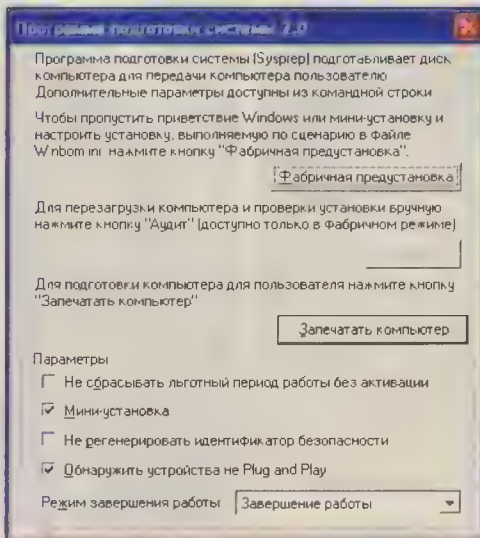 Программа подготовки системы 2.0
Программа подготовки системы (Sysprep) подготавливает диск
компьютера для передачи компьютера пользователю
Дополнительные параметры доступны из командной строки
Чтобы пропустить приветствие Windows или мини-установку и
настроить установку, выполняемую по сценарию в файле
Winbom ini нажмите кнопку "Фабричная предустановка".
Фабричная предустановка
Для перезагрузки компьютера и проверки установки вручную
нажмите кнопку "Аудит" (доступно только в фабричном режиме)
Для подготовки компьютера для пользователя нажмите кнопку
"Запечатать компьютер"
Запечатать компьютер
Параметры
Не сбрасывать льготный период работы без активации
Мини-установка
Не регенерировать идентификатор безопасности
Обнаружить устройства не Plug and Play
Режим завершения работы Завершение работы